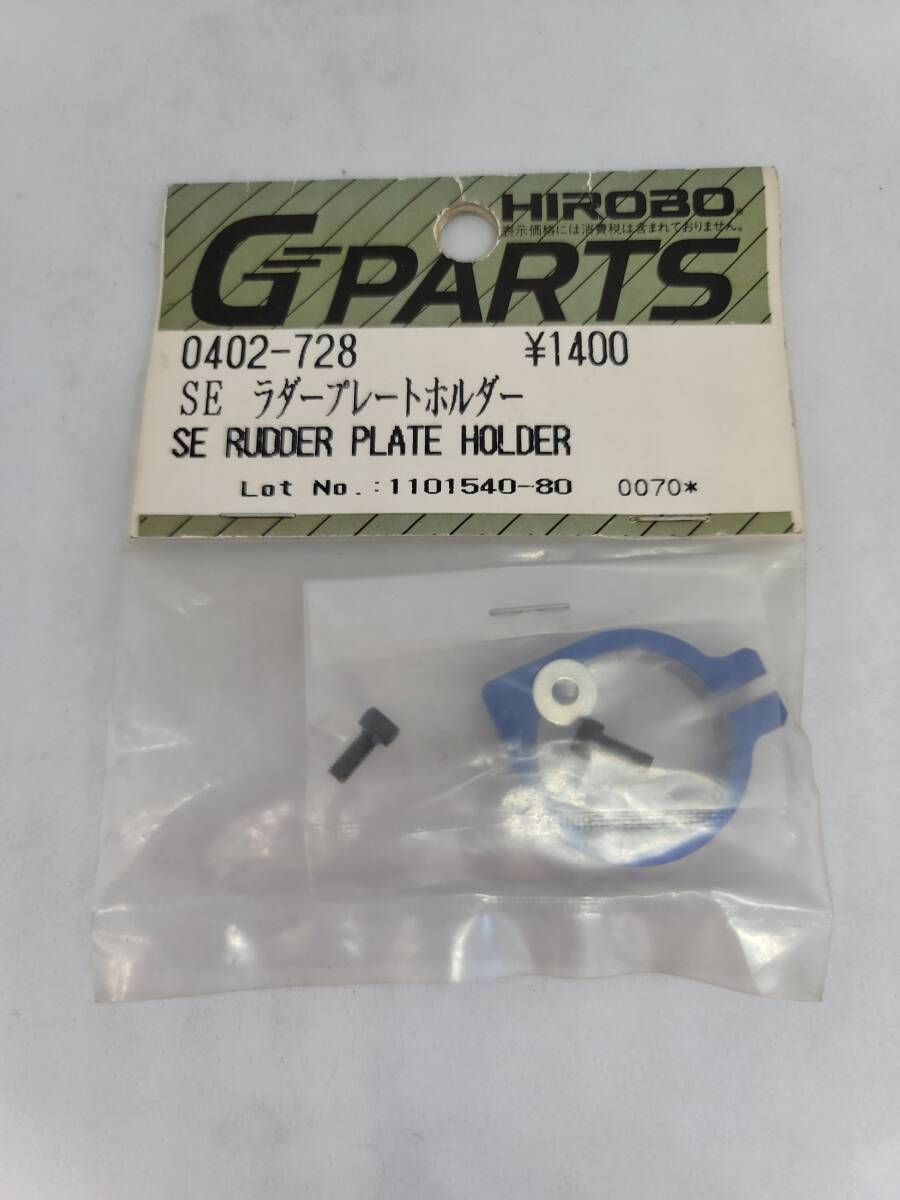 HIROBO®
表示価格には消費税は含まれておりません。
G PARTS
0402-728 ¥1400
SE ラダープレートホルダー
SE RUDDER PLATE HOLDER
Lot No.:1101540-80 0070*